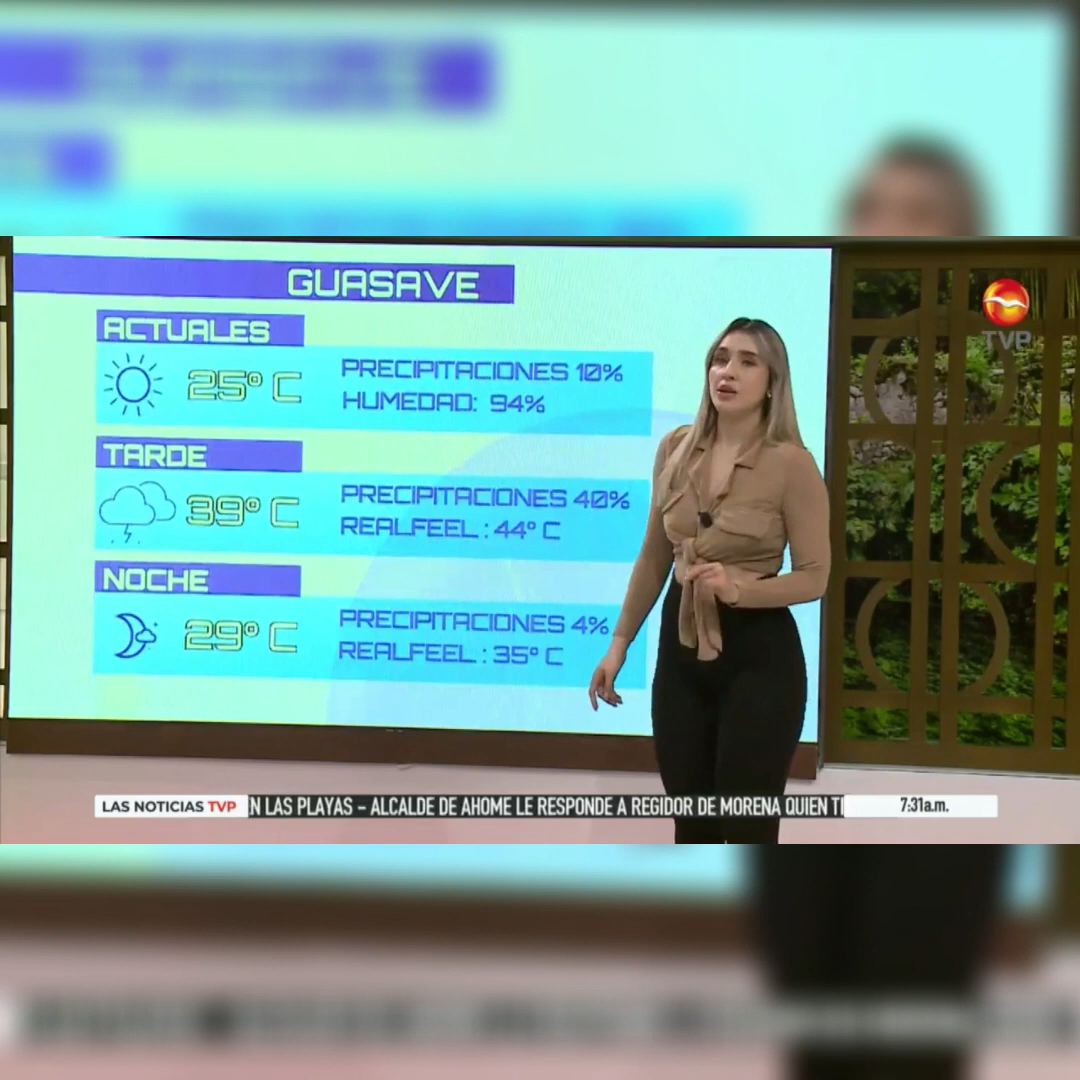 GUASAVE
ACTUALES
25° C
PRECIPITACIONES 10%
HUMEDAD: 94%
TARDE
39° C
PRECIPITACIONES 40%
REALFEEL : 44° C
NOCHE
29° C
PRECIPITACIONES 4%
REALFEEL : 35° C
TVP
LAS NOTICIAS TVP
N LAS PLAYAS – ALCALDE DE AHOME LE RESPONDE A REGIDOR DE MORENA QUIEN TI
7:31a.m.